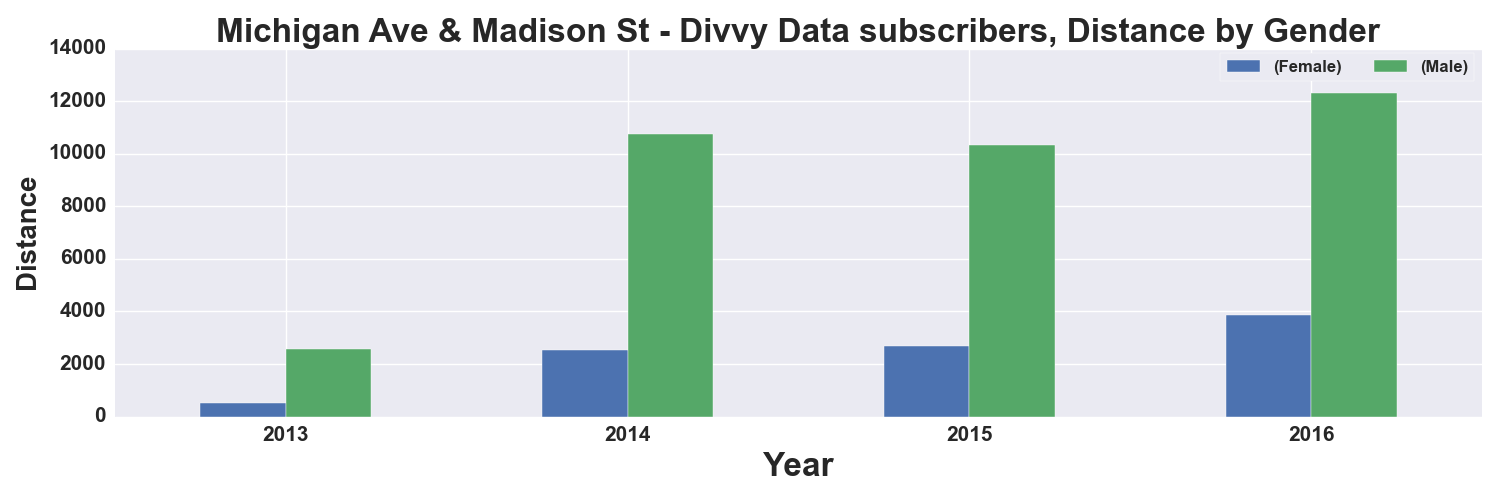 Michigan Ave & Madison St - Divvy Data subscribers, Distance by Gender
14000
(Female) (Male)
12000
10000
8000
6000
4000
2000
0
Distance
2013 2014 2015 2016
Year